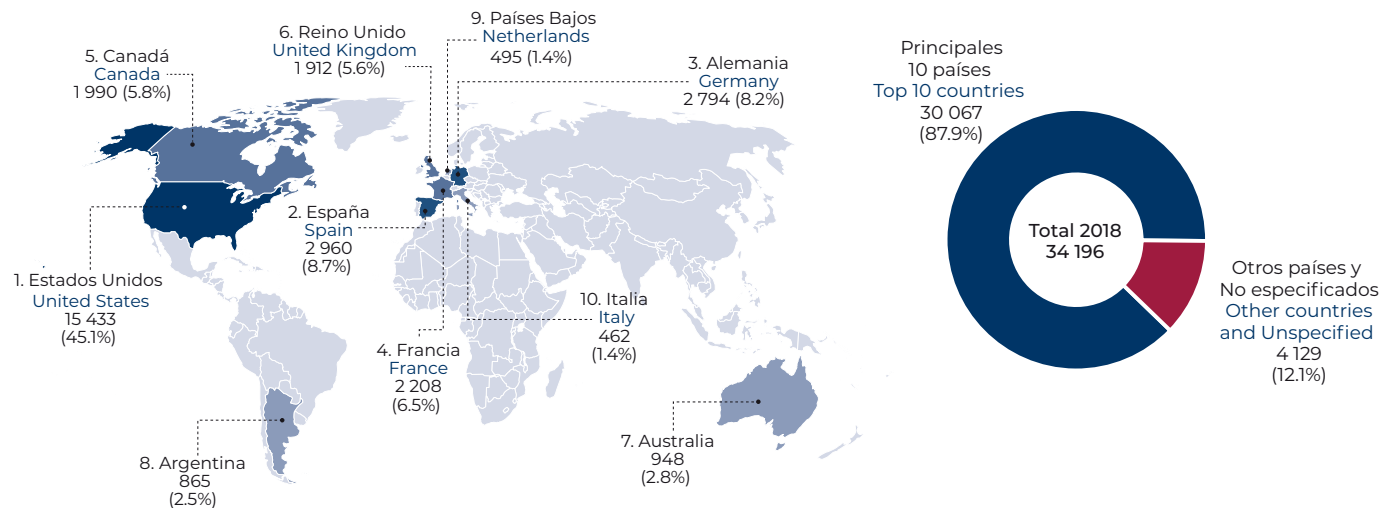 9. Países Bajos
Netherlands
495 (1.4%)
6. Reino Unido
United Kingdom
1 912 (5.6%)
5. Canadá
Canada
1 990 (5.8%)
3. Alemania
Germany
2 794 (8.2%)
2. España
Spain
2 960
(8.7%)
1. Estados Unidos
United States
15 433
(45.1%)
10. Italia
Italy
462
(1.4%)
4. Francia
France
2 208
(6.5%)
7. Australia
948
(2.8%)
8. Argentina
865
(2.5%)
Principales
10 países
Top 10 countries
30 067
(87.9%)
Total 2018
34 196
Otros países y
No especificados
Other countries
and Unspecified
4 129
(12.1%)